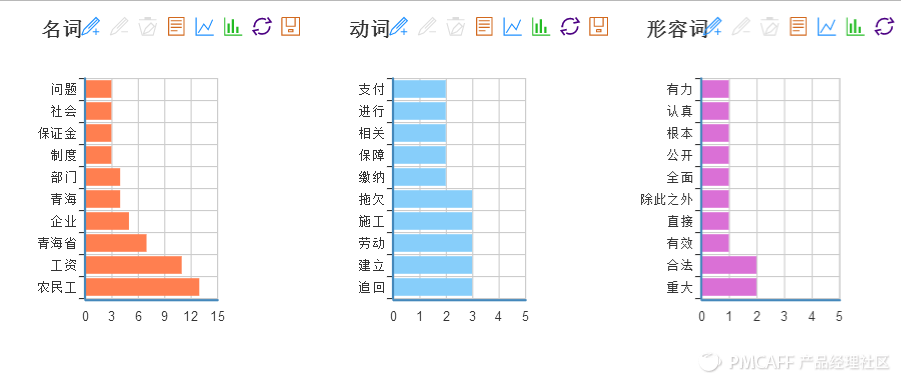 名词
问题
社会
保证金
制度
部门
青海
企业
青海省
工资
农民工
0 3 6 9 12 15
动词
支付
进行
相关
保障
缴纳
拖欠
施工
劳动
建立
追回
0 1 2 3 4 5
形容词
有力
认真
根本
公开
全面
除此之外
直接
有效
合法
重大
0 1 2 3 4 5
PMCAFF 产品经理社区